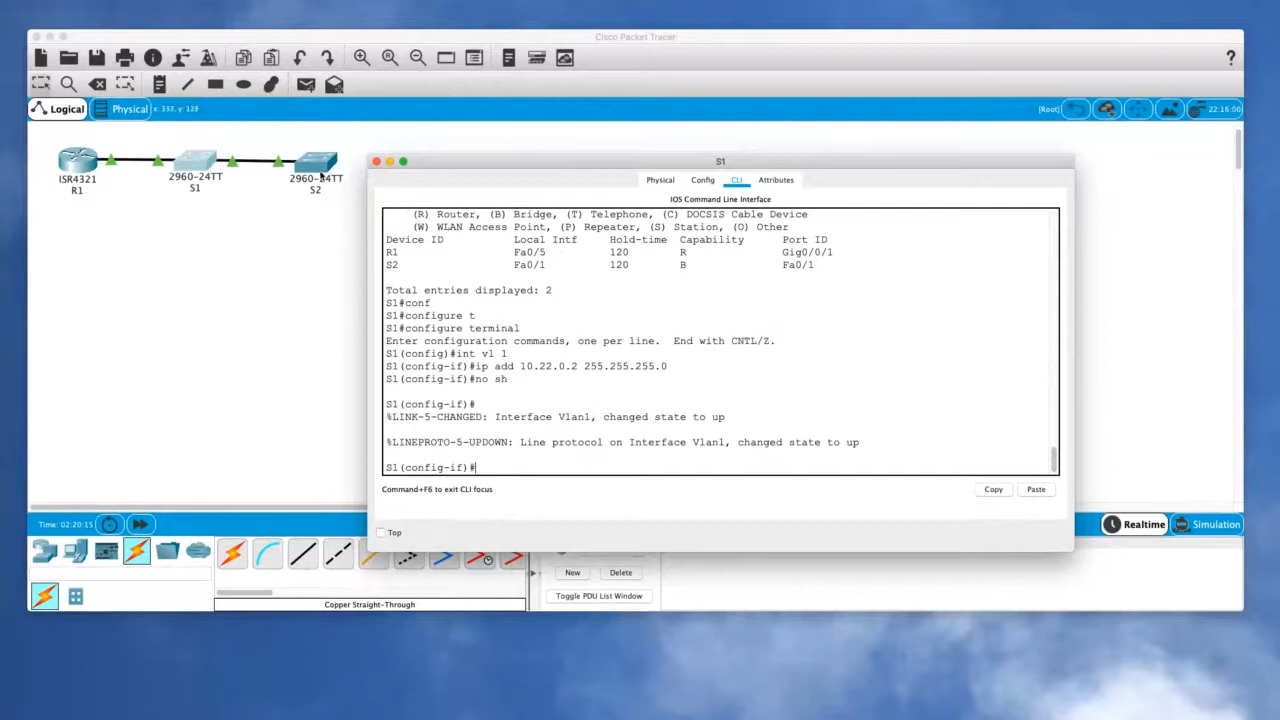 Cisco Packet Tracer
?
Logical
Physical
x: 337, y: 122
[Root]
22:16:00
ISR4321
R1
2960-24TT
S1
2960-24TT
S2
S1
Physical
Config
CLI
Attributes
IOS Command Line Interface
(R) Router, (B) Bridge, (T) Telephone, (C) DOCSIS Cable Device
(W) WLAN Access Point, (P) Repeater, (S) Station, (O) Other
Device ID Local Intf Hold-time Capability Port ID
R1 Fa0/5 120 R Gig0/0/1
S2 Fa0/1 120 B Fa0/1
Total entries displayed: 2
S1#conf
S1#configure t
S1#configure terminal
Enter configuration commands, one per line. End with CNTL/Z.
S1(config)#int vl 1
S1(config-if)#ip add 10.22.0.2 255.255.255.0
S1(config-if)#no sh
S1(config-if)#
%LINK-5-CHANGED: Interface Vlan1, changed state to up
%LINEPROTO-5-UPDOWN: Line protocol on Interface Vlan1, changed state to up
S1(config-if)#
Command+F6 to exit CLI focus
Copy
Paste
Top
Time: 02:20:15
Realtime
Simulation
New
Delete
Toggle PDU List Window
Copper Straight-Through